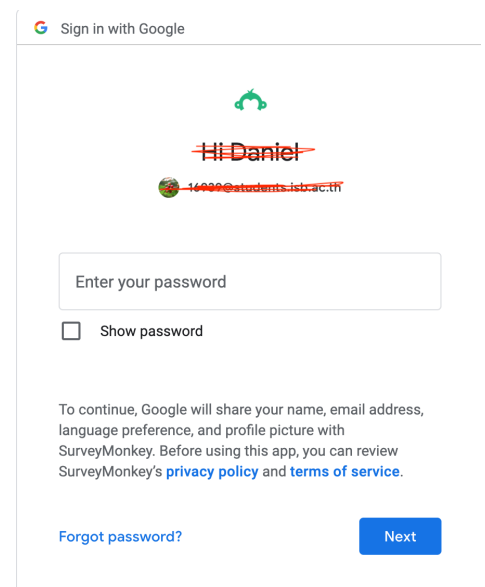 Sign in with Google
Hi Daniel
Enter your password
Show password
To continue, Google will share your name, email address,
language preference, and profile picture with
SurveyMonkey. Before using this app, you can review
SurveyMonkey's privacy policy and terms of service.
Forgot password?
Next